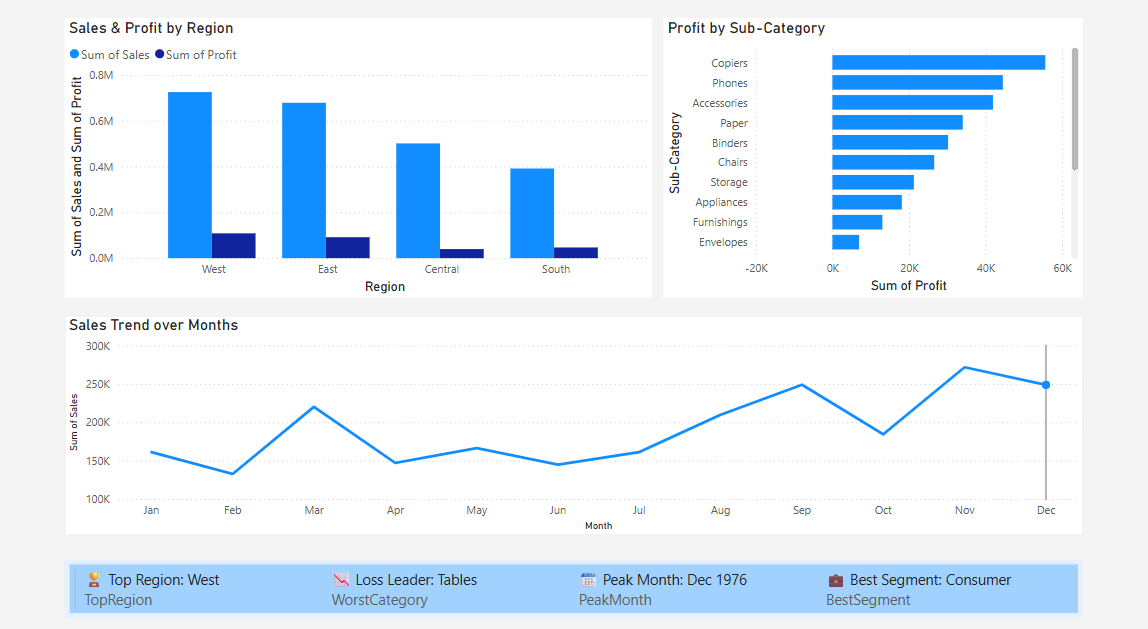 Sales & Profit by Region
Sum of Sales Sum of Profit
Sum of Sales and Sum of Profit
0.8M
0.6M
0.4M
0.2M
0.0M
West East Central South
Region
Profit by Sub-Category
Sub-Category
Copiers
Phones
Accessories
Paper
Binders
Chairs
Storage
Appliances
Furnishings
Envelopes
-20K 0K 20K 40K 60K
Sum of Profit
Sales Trend over Months
Sum of Sales
300K
250K
200K
150K
100K
Jan Feb Mar Apr May Jun Jul Aug Sep Oct Nov Dec
Month
🏆 Top Region: West
TopRegion
📉 Loss Leader: Tables
WorstCategory
📅 Peak Month: Dec 1976
PeakMonth
💼 Best Segment: Consumer
BestSegment